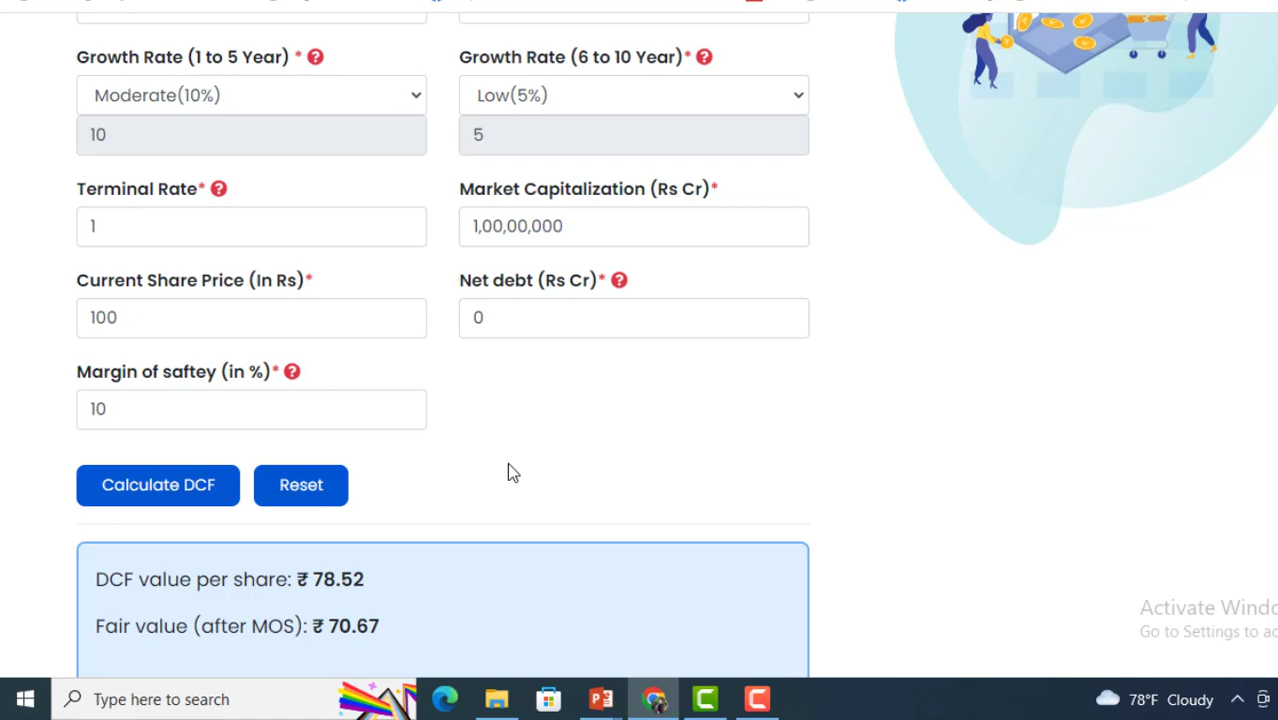 Growth Rate (1 to 5 Year) * ?
Growth Rate (6 to 10 Year)* ?
Moderate(10%)
Low(5%)
10
5
Terminal Rate* ?
Market Capitalization (Rs Cr)*
1
1,00,00,000
Current Share Price (In Rs)*
Net debt (Rs Cr)* ?
100
0
Margin of saftey (in %)* ?
10
Calculate DCF
Reset
DCF value per share: ₹ 78.52
Fair value (after MOS): ₹ 70.67
Activate
Go to Settings to
Type here to search
78°F Cloudy